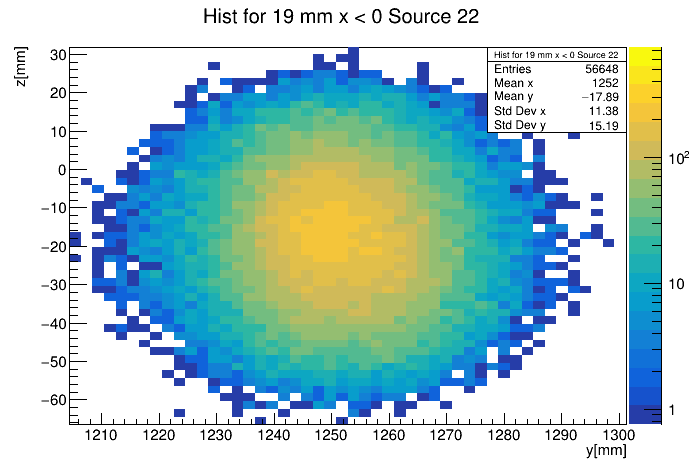 Hist for 19 mm x < 0 Source 22
z[mm]
30
20
10
0
−10
−20
−30
−40
−50
−60
Hist for 19 mm x < 0 Source 22
Entries 56648
Mean x 1252
Mean y −17.89
Std Dev x 11.38
Std Dev y 15.19
10²
10
1
1210 1220 1230 1240 1250 1260 1270 1280 1290 1300
y[mm]